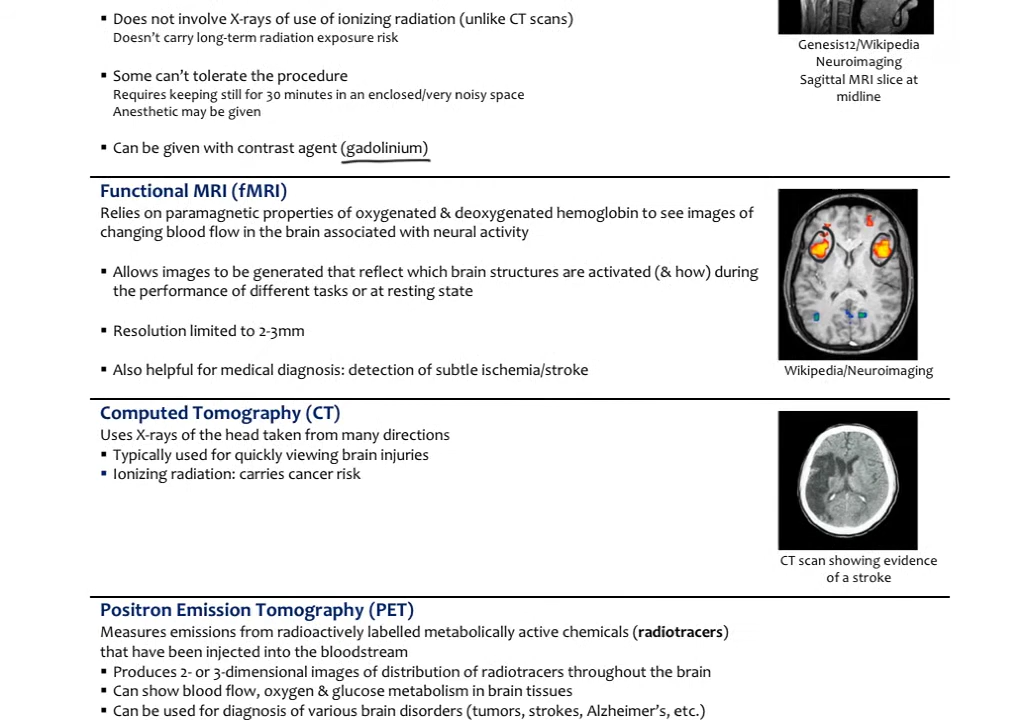 ▪ Does not involve X-rays of use of ionizing radiation (unlike CT scans)
Doesn't carry long-term radiation exposure risk
▪ Some can't tolerate the procedure
Requires keeping still for 30 minutes in an enclosed/very noisy space
Anesthetic may be given
▪ Can be given with contrast agent (gadolinium)
Genesis12/Wikipedia
Neuroimaging
Sagittal MRI slice at
midline
Functional MRI (fMRI)
Relies on paramagnetic properties of oxygenated & deoxygenated hemoglobin to see images of
changing blood flow in the brain associated with neural activity
▪ Allows images to be generated that reflect which brain structures are activated (& how) during
the performance of different tasks or at resting state
▪ Resolution limited to 2-3mm
▪ Also helpful for medical diagnosis: detection of subtle ischemia/stroke
Wikipedia/Neuroimaging
Computed Tomography (CT)
Uses X-rays of the head taken from many directions
▪ Typically used for quickly viewing brain injuries
▪ Ionizing radiation: carries cancer risk
CT scan showing evidence
of a stroke
Positron Emission Tomography (PET)
Measures emissions from radioactively labelled metabolically active chemicals (radiotracers)
that have been injected into the bloodstream
▪ Produces 2- or 3-dimensional images of distribution of radiotracers throughout the brain
▪ Can show blood flow, oxygen & glucose metabolism in brain tissues
▪ Can be used for diagnosis of various brain disorders (tumors, strokes, Alzheimer's, etc.)